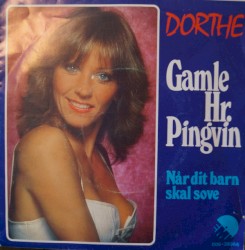 DORTHE
Gamle
Hr.
Pingvin
Når dit barn
skal sove